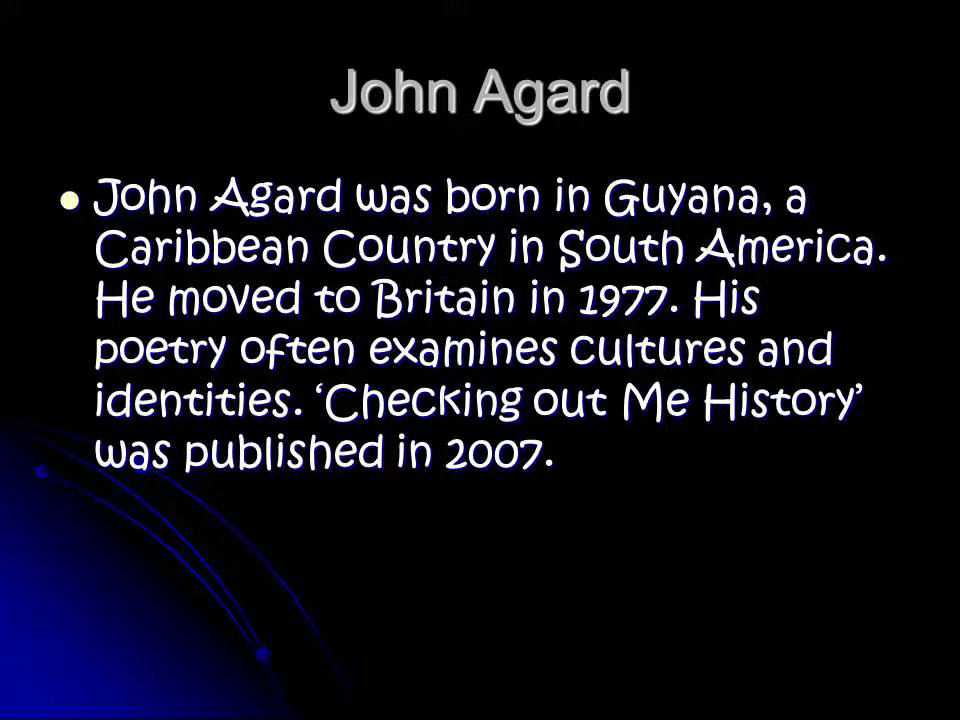 John Agard
John Agard was born in Guyana, a
Caribbean Country in South America.
He moved to Britain in 1977. His
poetry often examines cultures and
identities. ‘Checking out Me History’
was published in 2007.